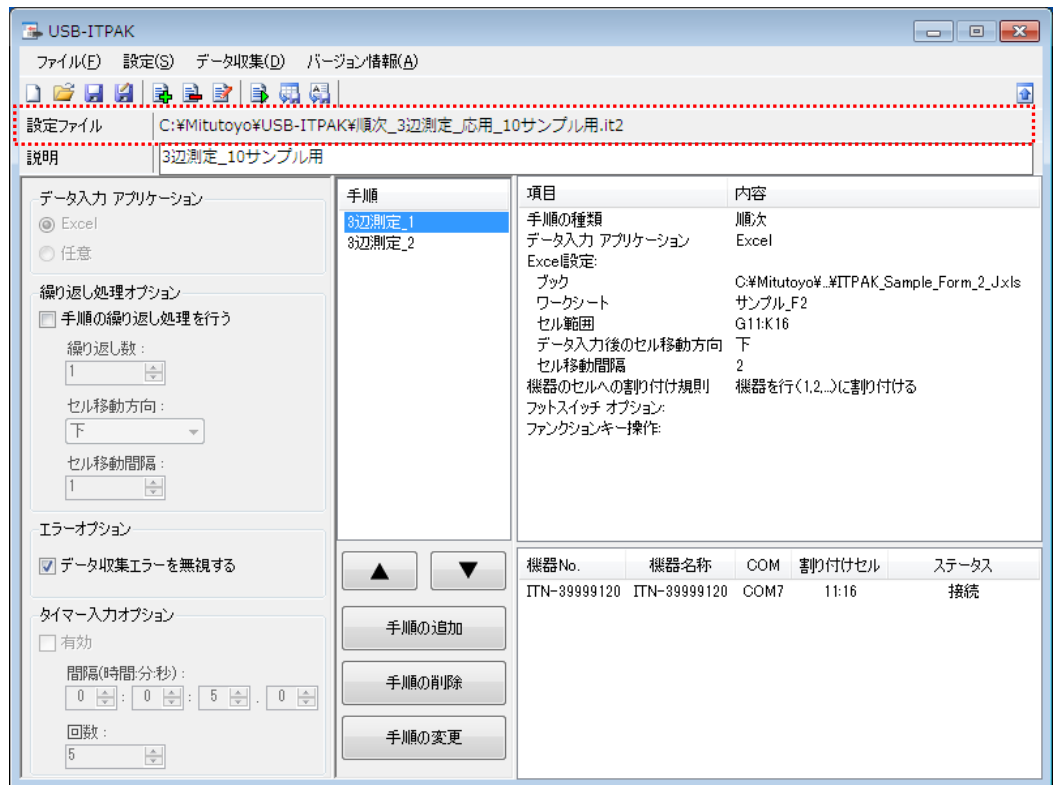 USB-ITPAK
ファイル(F) 設定(S) データ収集(D) バージョン情報(A)
設定ファイル C:¥Mitutoyo¥USB-ITPAK¥順次_3辺測定_応用_10サンプル用.it2
説明 3辺測定_10サンプル用
データ入力 アプリケーション
Excel
任意
繰り返し処理オプション
手順の繰り返し処理を行う
繰り返し数 :
1
セル移動方向 :
下
セル移動間隔 :
1
エラーオプション
データ収集エラーを無視する
タイマー入力オプション
有効
間隔(時間:分:秒) :
0 : 0 : 5 . 0
回数 :
5
手順
3辺測定_1
3辺測定_2
▲ ▼
手順の追加
手順の削除
手順の変更
項目 内容
手順の種類 順次
データ入力 アプリケーション Excel
Excel設定:
ブック C:¥Mitutoyo¥..¥ITPAK_Sample_Form_2_J.xls
ワークシート サンプル_F2
セル範囲 G11:K16
データ入力後のセル移動方向 下
セル移動間隔 2
機器のセルへの割り付け規則 機器を行(1,2,..)に割り付ける
フットスイッチ オプション:
ファンクションキー操作:
機器No. 機器名称 COM 割り付けセル ステータス
ITN-39999120 ITN-39999120 COM7 11:16 接続